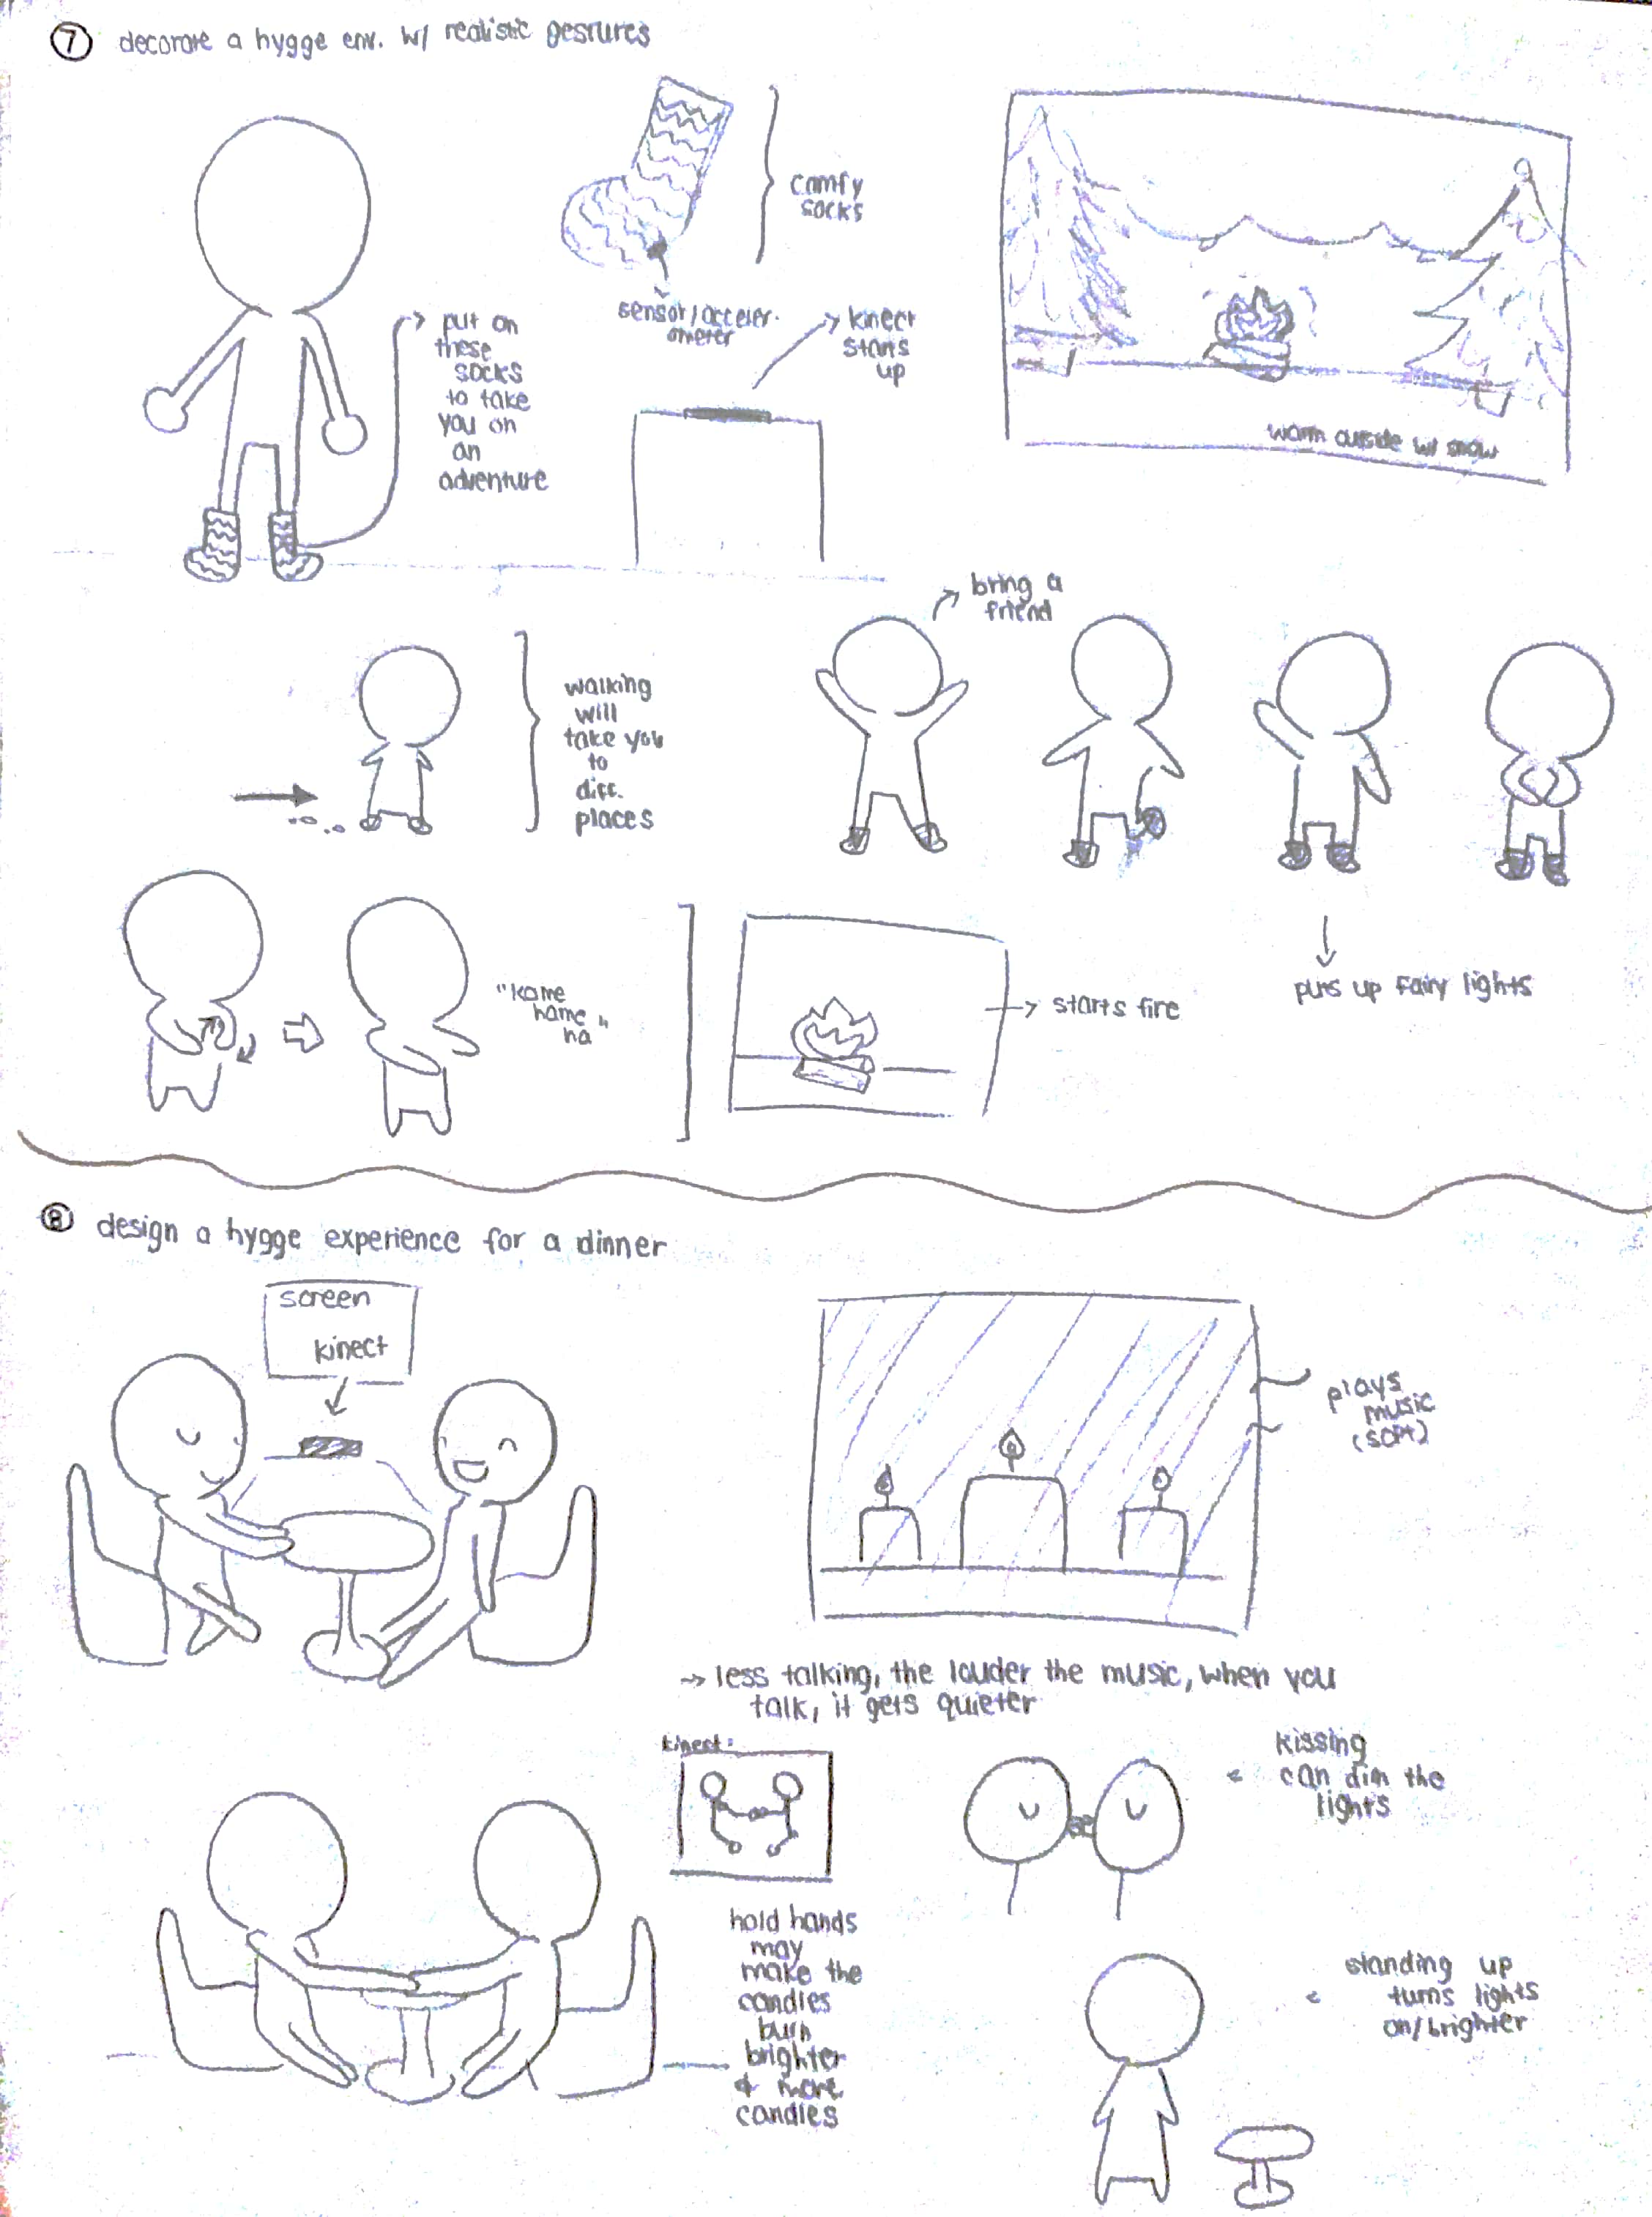 7 decorate a hygge env. w/ realistic gestures
comfy
socks
sensor/acceler-
ometer
put on
these
socks
to take
you on
an
adventure
kinect
starts
up
warm outside w/ snow
walking
will
take you
to
diff.
places
bring a
friend
puts up fairy lights
"Kame
hame
ha"
starts fire
8 design a hygge experience for a dinner
screen
kinect
plays
music
(soft)
→ less talking, the louder the music, when you
talk, it gets quieter
kinect:
kissing
can dim the
lights
hold hands
may
make the
candles
burn
brighter
& more
candles
standing up
turns lights
on/brighter